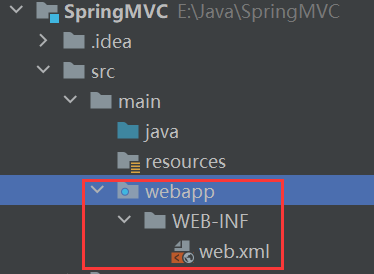 SpringMVC E:\Java\SpringMVC
.idea
src
main
java
resources
webapp
WEB-INF
web.xml